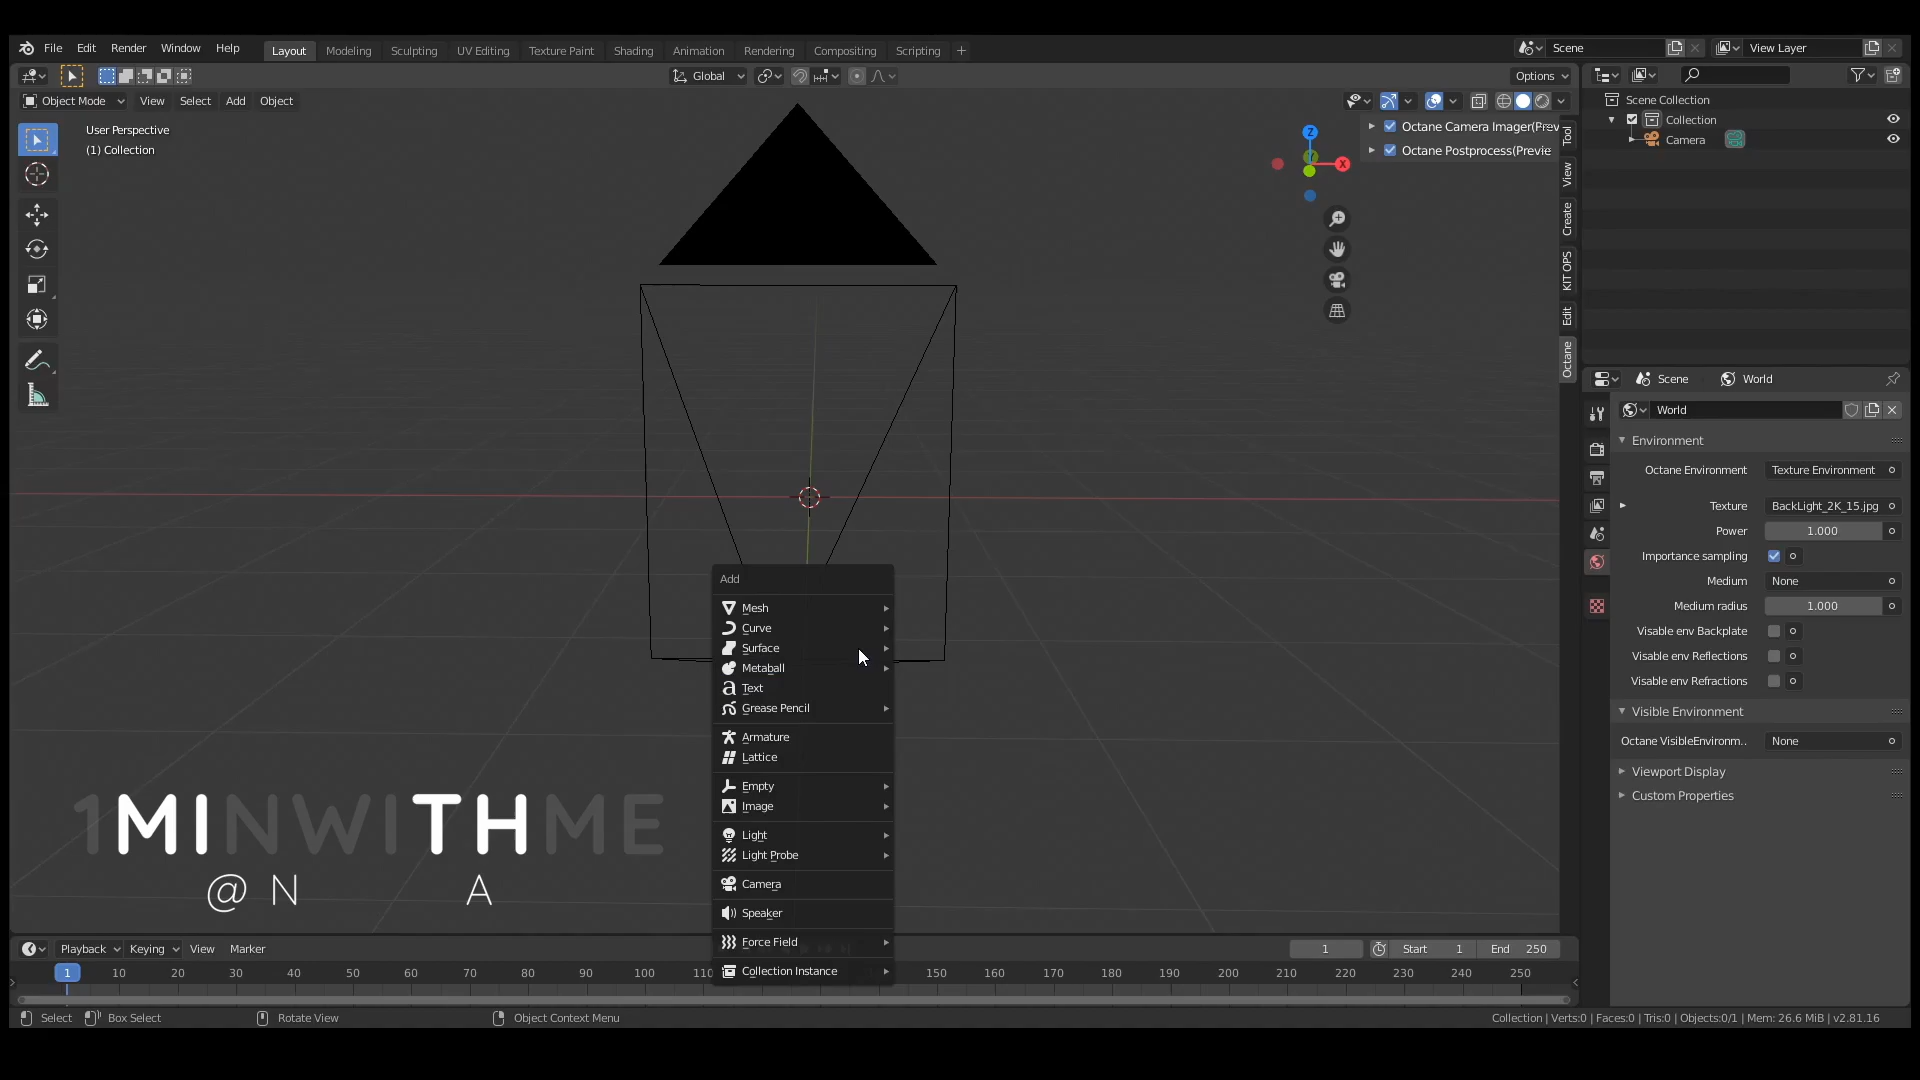 File Edit Render Window Help Layout Modeling Sculpting UV Editing Texture Paint Shading Animation Rendering Compositing Scripting + Scene View Layer
Global Options
Object Mode View Select Add Object
User Perspective
(1) Collection
Z
X
Octane Camera Imager(Prev
Octane Postprocess(Previe
Tool
View
Create
KIT OPS
Edit
Octane
Scene Collection
Collection
Camera
Scene World
World
Environment
Octane Environment Texture Environment
Texture BackLight_2K_15.jpg
Power 1.000
Importance sampling
Medium None
Medium radius 1.000
Visable env Backplate
Visable env Reflections
Visable env Refractions
Visible Environment
Octane VisibleEnvironm.. None
Viewport Display
Custom Properties
Add
Mesh
Curve
Surface
Metaball
Text
Grease Pencil
Armature
Lattice
Empty
Image
Light
Light Probe
Camera
Speaker
Force Field
Collection Instance
1MINWITHME
@ N A
Playback Keying View Marker 1 Start 1 End 250
1 10 20 30 40 50 60 70 80 90 100 110 150 160 170 180 190 200 210 220 230 240 250
Select Box Select Rotate View Object Context Menu Collection | Verts:0 | Faces:0 | Tris:0 | Objects:0/1 | Mem: 26.6 MiB | v2.81.16